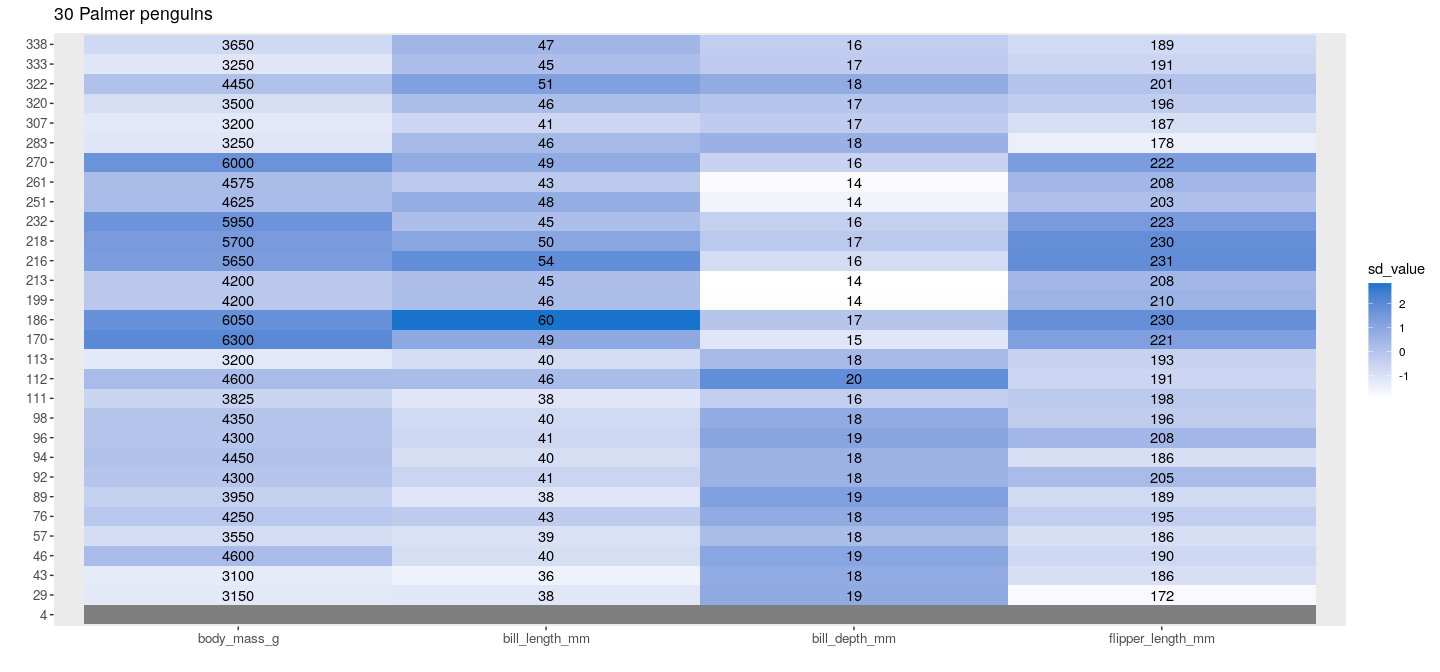 30 Palmer penguins
338 3650 47 16 189
333 3250 45 17 191
322 4450 51 18 201
320 3500 46 17 196
307 3200 41 17 187
283 3250 46 18 178
270 6000 49 16 222
261 4575 43 14 208
251 4625 48 14 203
232 5950 45 16 223
218 5700 50 17 230
216 5650 54 16 231
213 4200 45 14 208
199 4200 46 14 210
186 6050 60 17 230
170 6300 49 15 221
113 3200 40 18 193
112 4600 46 20 191
111 3825 38 16 198
98 4350 40 18 196
96 4300 41 19 208
94 4450 40 18 186
92 4300 41 18 205
89 3950 38 19 189
76 4250 43 18 195
57 3550 39 18 186
46 4600 40 19 190
43 3100 36 18 186
29 3150 38 19 172
4
body_mass_g bill_length_mm bill_depth_mm flipper_length_mm
sd_value
2
1
0
-1